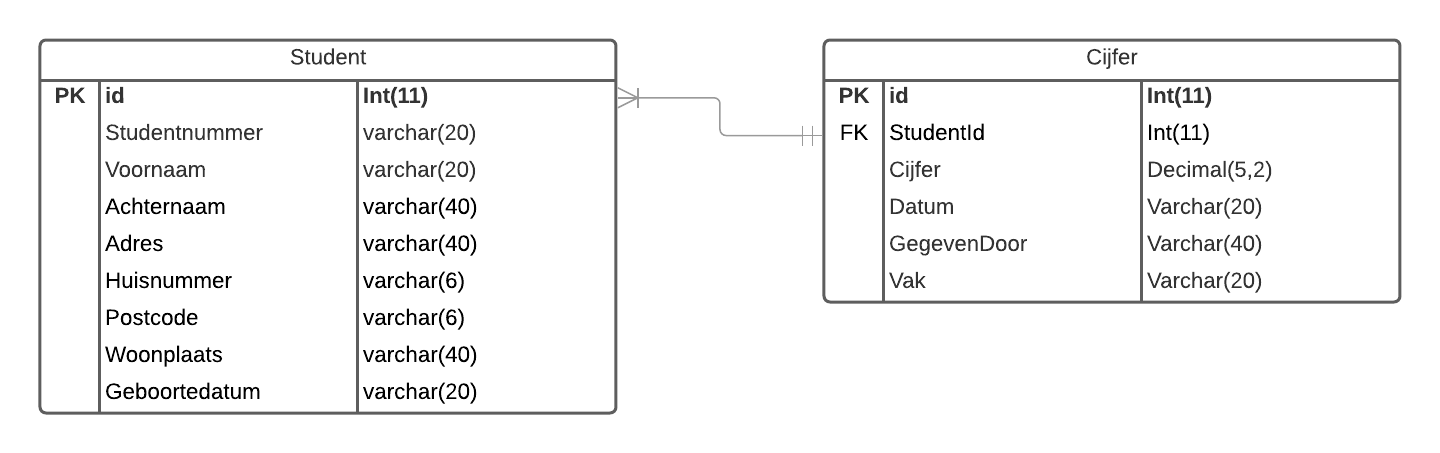 Student
PK id Int(11)
Studentnummer varchar(20)
Voornaam varchar(20)
Achternaam varchar(40)
Adres varchar(40)
Huisnummer varchar(6)
Postcode varchar(6)
Woonplaats varchar(40)
Geboortedatum varchar(20)
Cijfer
PK id Int(11)
FK StudentId Int(11)
Cijfer Decimal(5,2)
Datum Varchar(20)
GegevenDoor Varchar(40)
Vak Varchar(20)